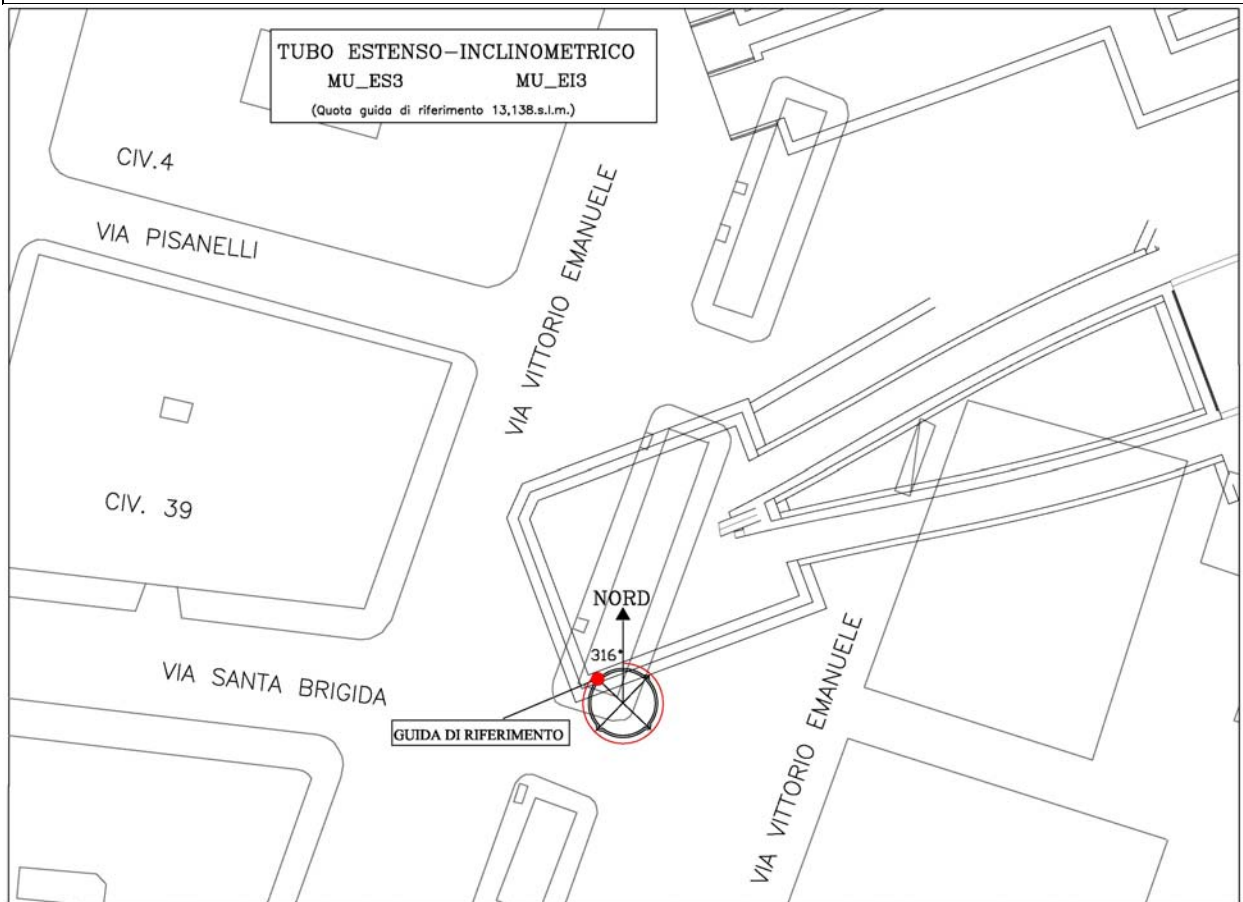 TUBO ESTENSO-INCLINOMETRICO
MU_ES3 MU_EI3
(Quota guida di riferimento 13,138.s.l.m.)
CIV.4
VIA PISANELLI
VIA VITTORIO EMANUELE
CIV. 39
NORD
316°
VIA SANTA BRIGIDA
GUIDA DI RIFERIMENTO
VIA VITTORIO EMANUELE